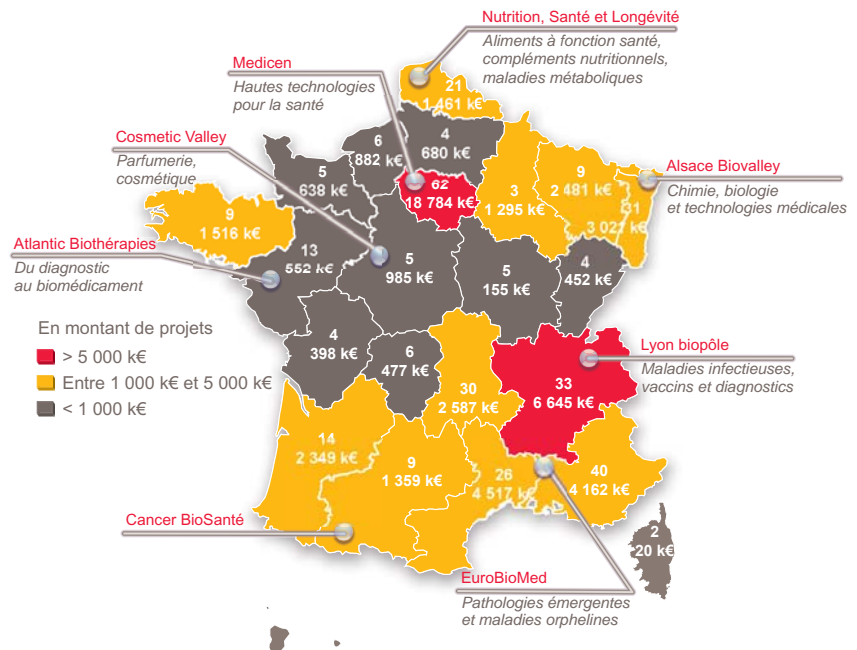 Nutrition, Santé et Longévité
Aliments à fonction santé,
compléments nutritionnels,
maladies métaboliques
Medicen
Hautes technologies
pour la santé
21
1 461 k€
4
680 k€
6
882 k€
Cosmetic Valley
Parfumerie,
cosmétique
5
638 k€
62
18 784 k€
3
1 295 k€
9
2 481 k€
Alsace Biovalley
Chimie, biologie
et technologies médicales
31
3 027 k€
9
1 516 k€
Atlantic Biothérapies
Du diagnostic
au biomédicament
13
552 k€
5
985 k€
5
155 k€
4
452 k€
En montant de projets
> 5 000 k€
Entre 1 000 k€ et 5 000 k€
< 1 000 k€
4
398 k€
6
477 k€
30
2 587 k€
33
6 645 k€
Lyon biopôle
Maladies infectieuses,
vaccins et diagnostics
14
2 349 k€
9
1 359 k€
26
4 517 k€
40
4 162 k€
Cancer BioSanté
2
20 k€
EuroBioMed
Pathologies émergentes
et maladies orphelines